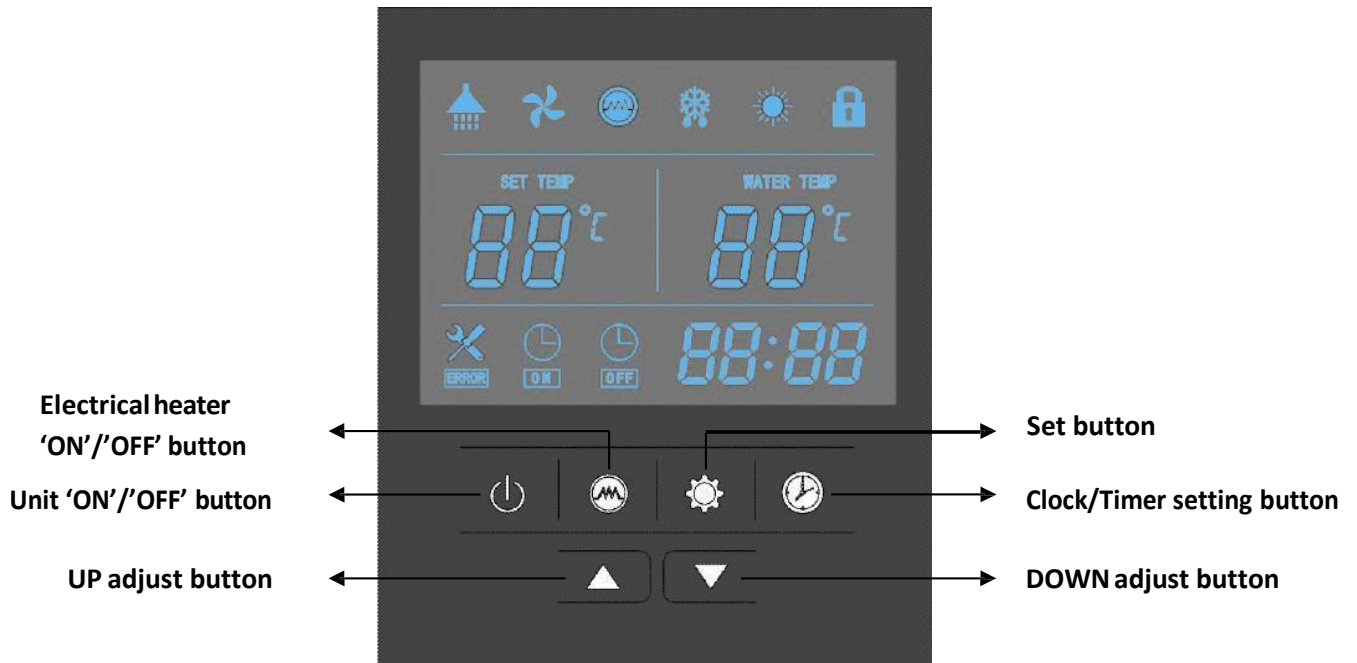 SET TEMP
WATER TEMP
88°C
88°C
ERROR
ON
OFF
88:88
Electrical heater
‘ON’/’OFF’ button
Unit ‘ON’/’OFF’ button
UP adjust button
Set button
Clock/Timer setting button
DOWN adjust button